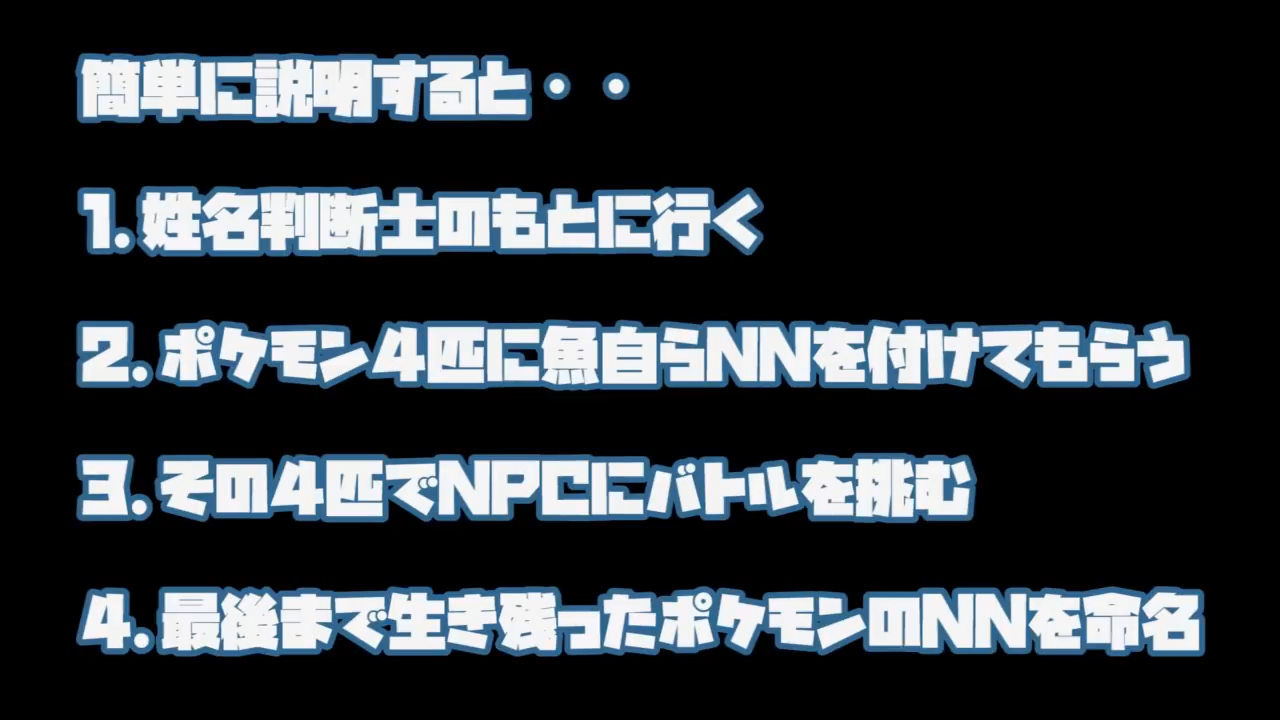 簡単に説明すると・・
1. 姓名判断士のもとに行く
2. ポケモン4匹に魚自らNNを付けてもらう
3. その4匹でNPCにバトルを挑む
4. 最後まで生き残ったポケモンのNNを命名